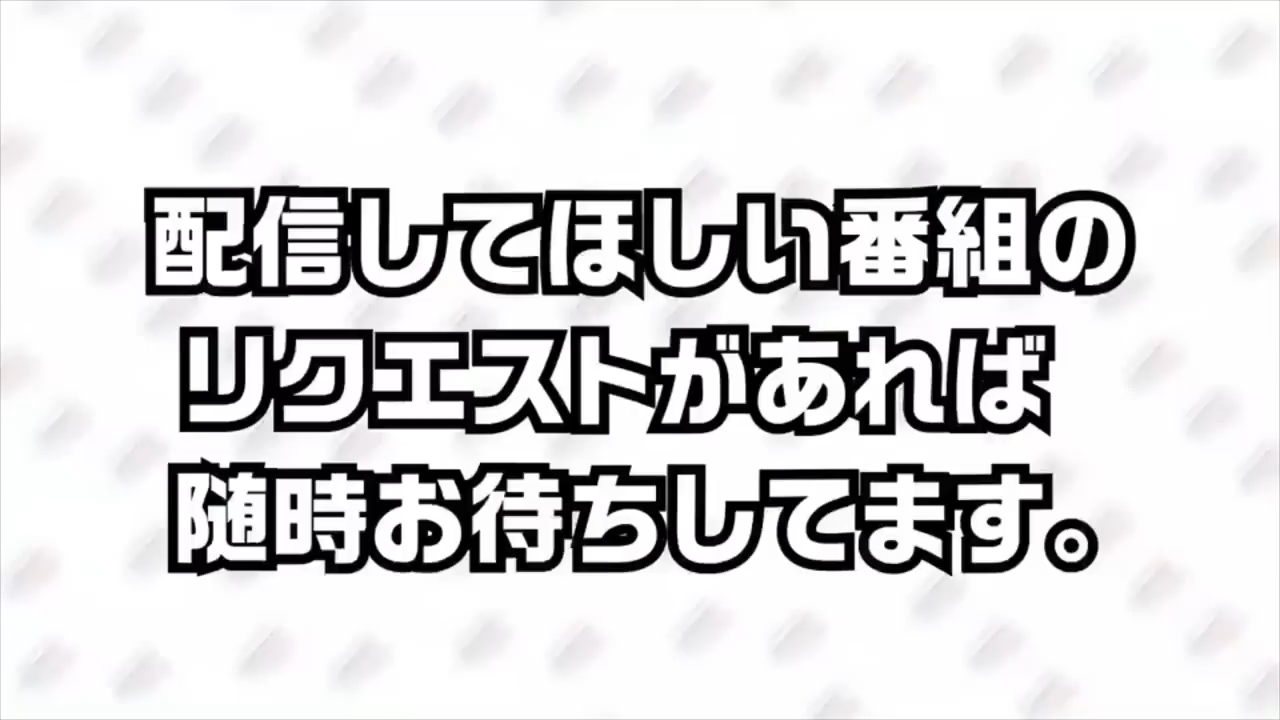 配信してほしい番組の
リクエストがあれば
随時お待ちしてます。